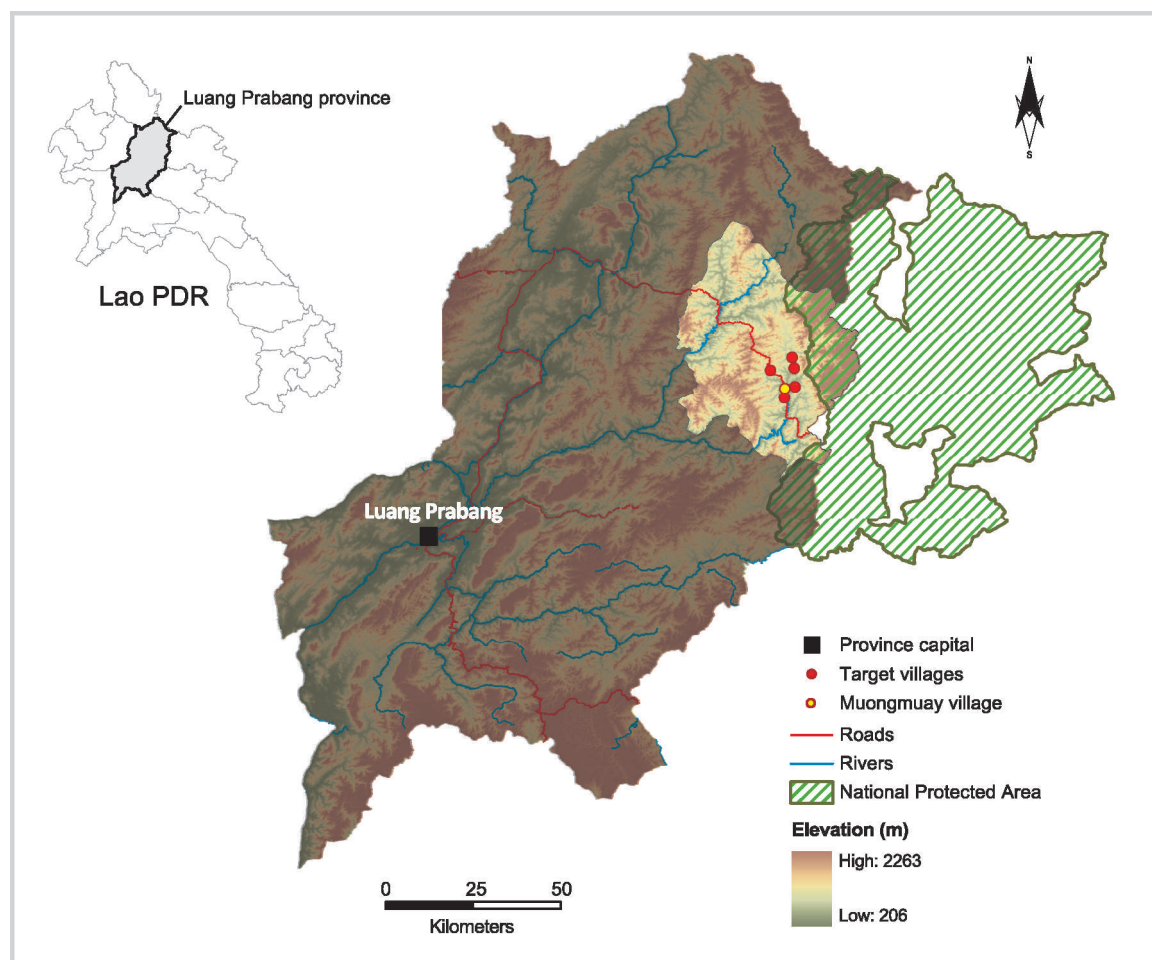 Luang Prabang province
Lao PDR
N
S
Luang Prabang
Province capital
Target villages
Muongmuay village
Roads
Rivers
National Protected Area
Elevation (m)
High: 2263
Low: 206
0 25 50
Kilometers